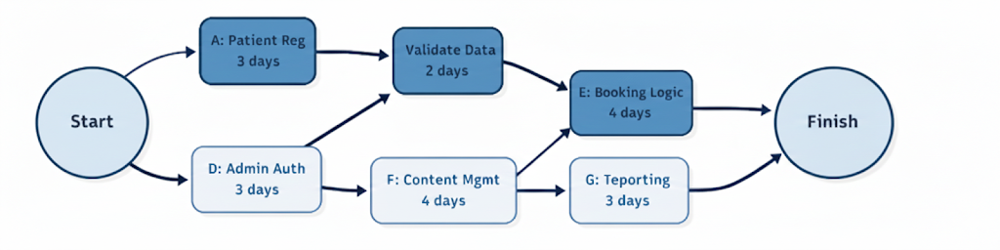 Start
A: Patient Reg
3 days
Validate Data
2 days
E: Booking Logic
4 days
Finish
D: Admin Auth
3 days
F: Content Mgmt
4 days
G: Teporting
3 days